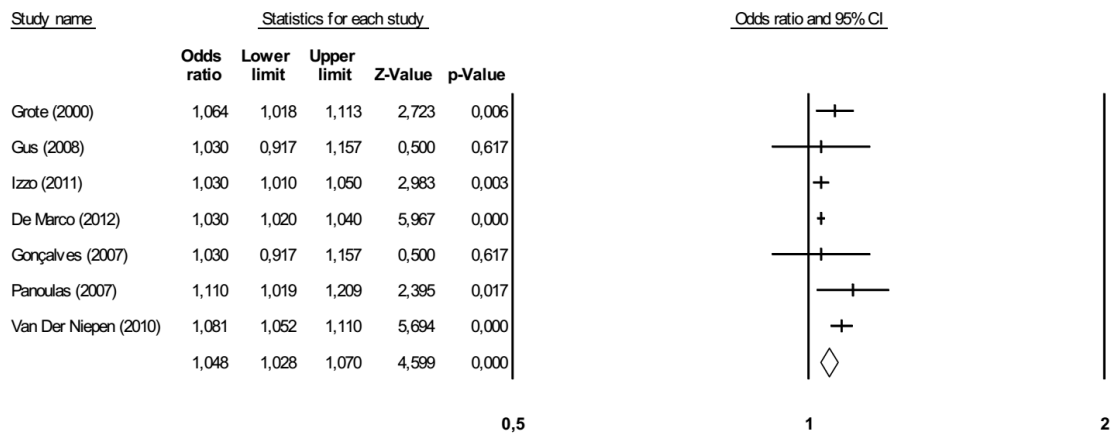 Study name Statistics for each study Odds ratio and 95% CI
Odds Lower Upper
ratio limit limit Z-Value p-Value
Grote (2000) 1,064 1,018 1,113 2,723 0,006
Gus (2008) 1,030 0,917 1,157 0,500 0,617
Izzo (2011) 1,030 1,010 1,050 2,983 0,003
De Marco (2012) 1,030 1,020 1,040 5,967 0,000
Gonçalves (2007) 1,030 0,917 1,157 0,500 0,617
Panoulas (2007) 1,110 1,019 1,209 2,395 0,017
Van Der Niepen (2010) 1,081 1,052 1,110 5,694 0,000
1,048 1,028 1,070 4,599 0,000
0,5 1 2